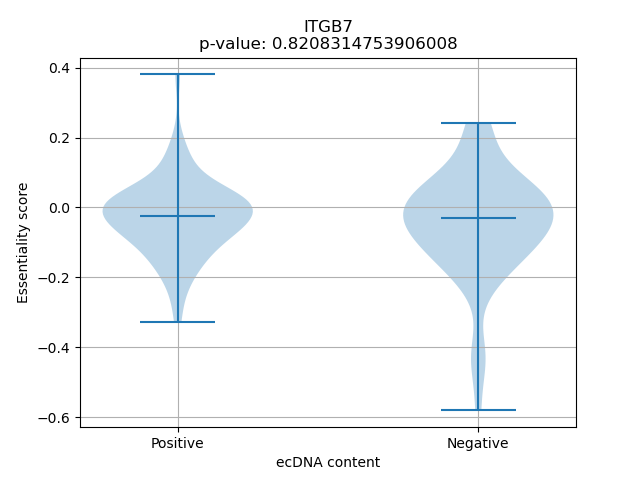 ITGB7
p-value: 0.8208314753906008
0.4
0.2
0.0
−0.2
−0.4
−0.6
Essentiality score
Positive
Negative
ecDNA content